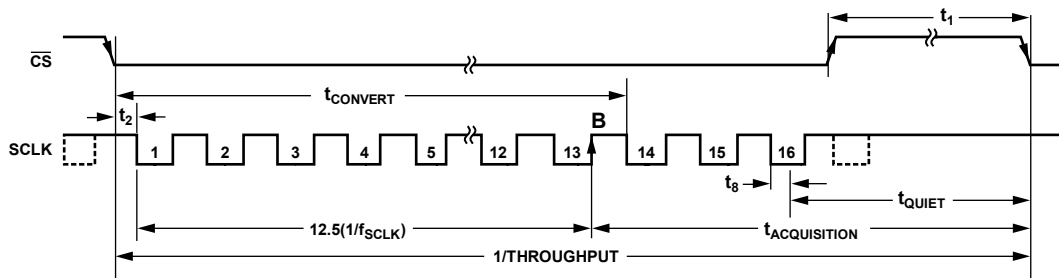 t1
CS
tCONVERT
t2
B
SCLK
1 2 3 4 5 12 13 14 15 16
t8
tQUIET
12.5(1/fSCLK)
tACQUISITION
1/THROUGHPUT